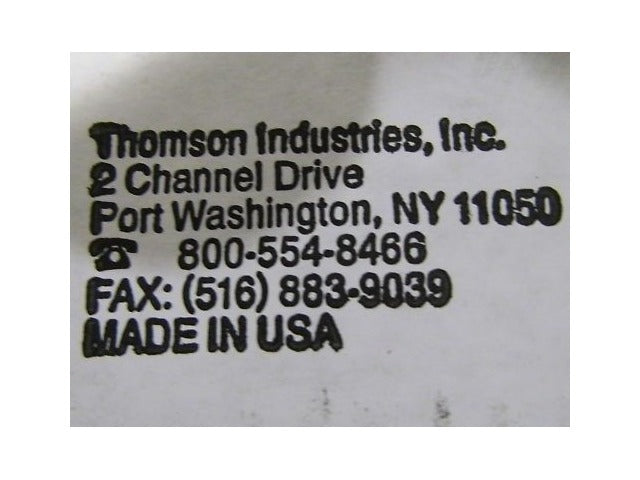 Thomson Industries, Inc.
2 Channel Drive
Port Washington, NY 11050
☎ 800-554-8466
FAX: (516) 883-9039
MADE IN USA